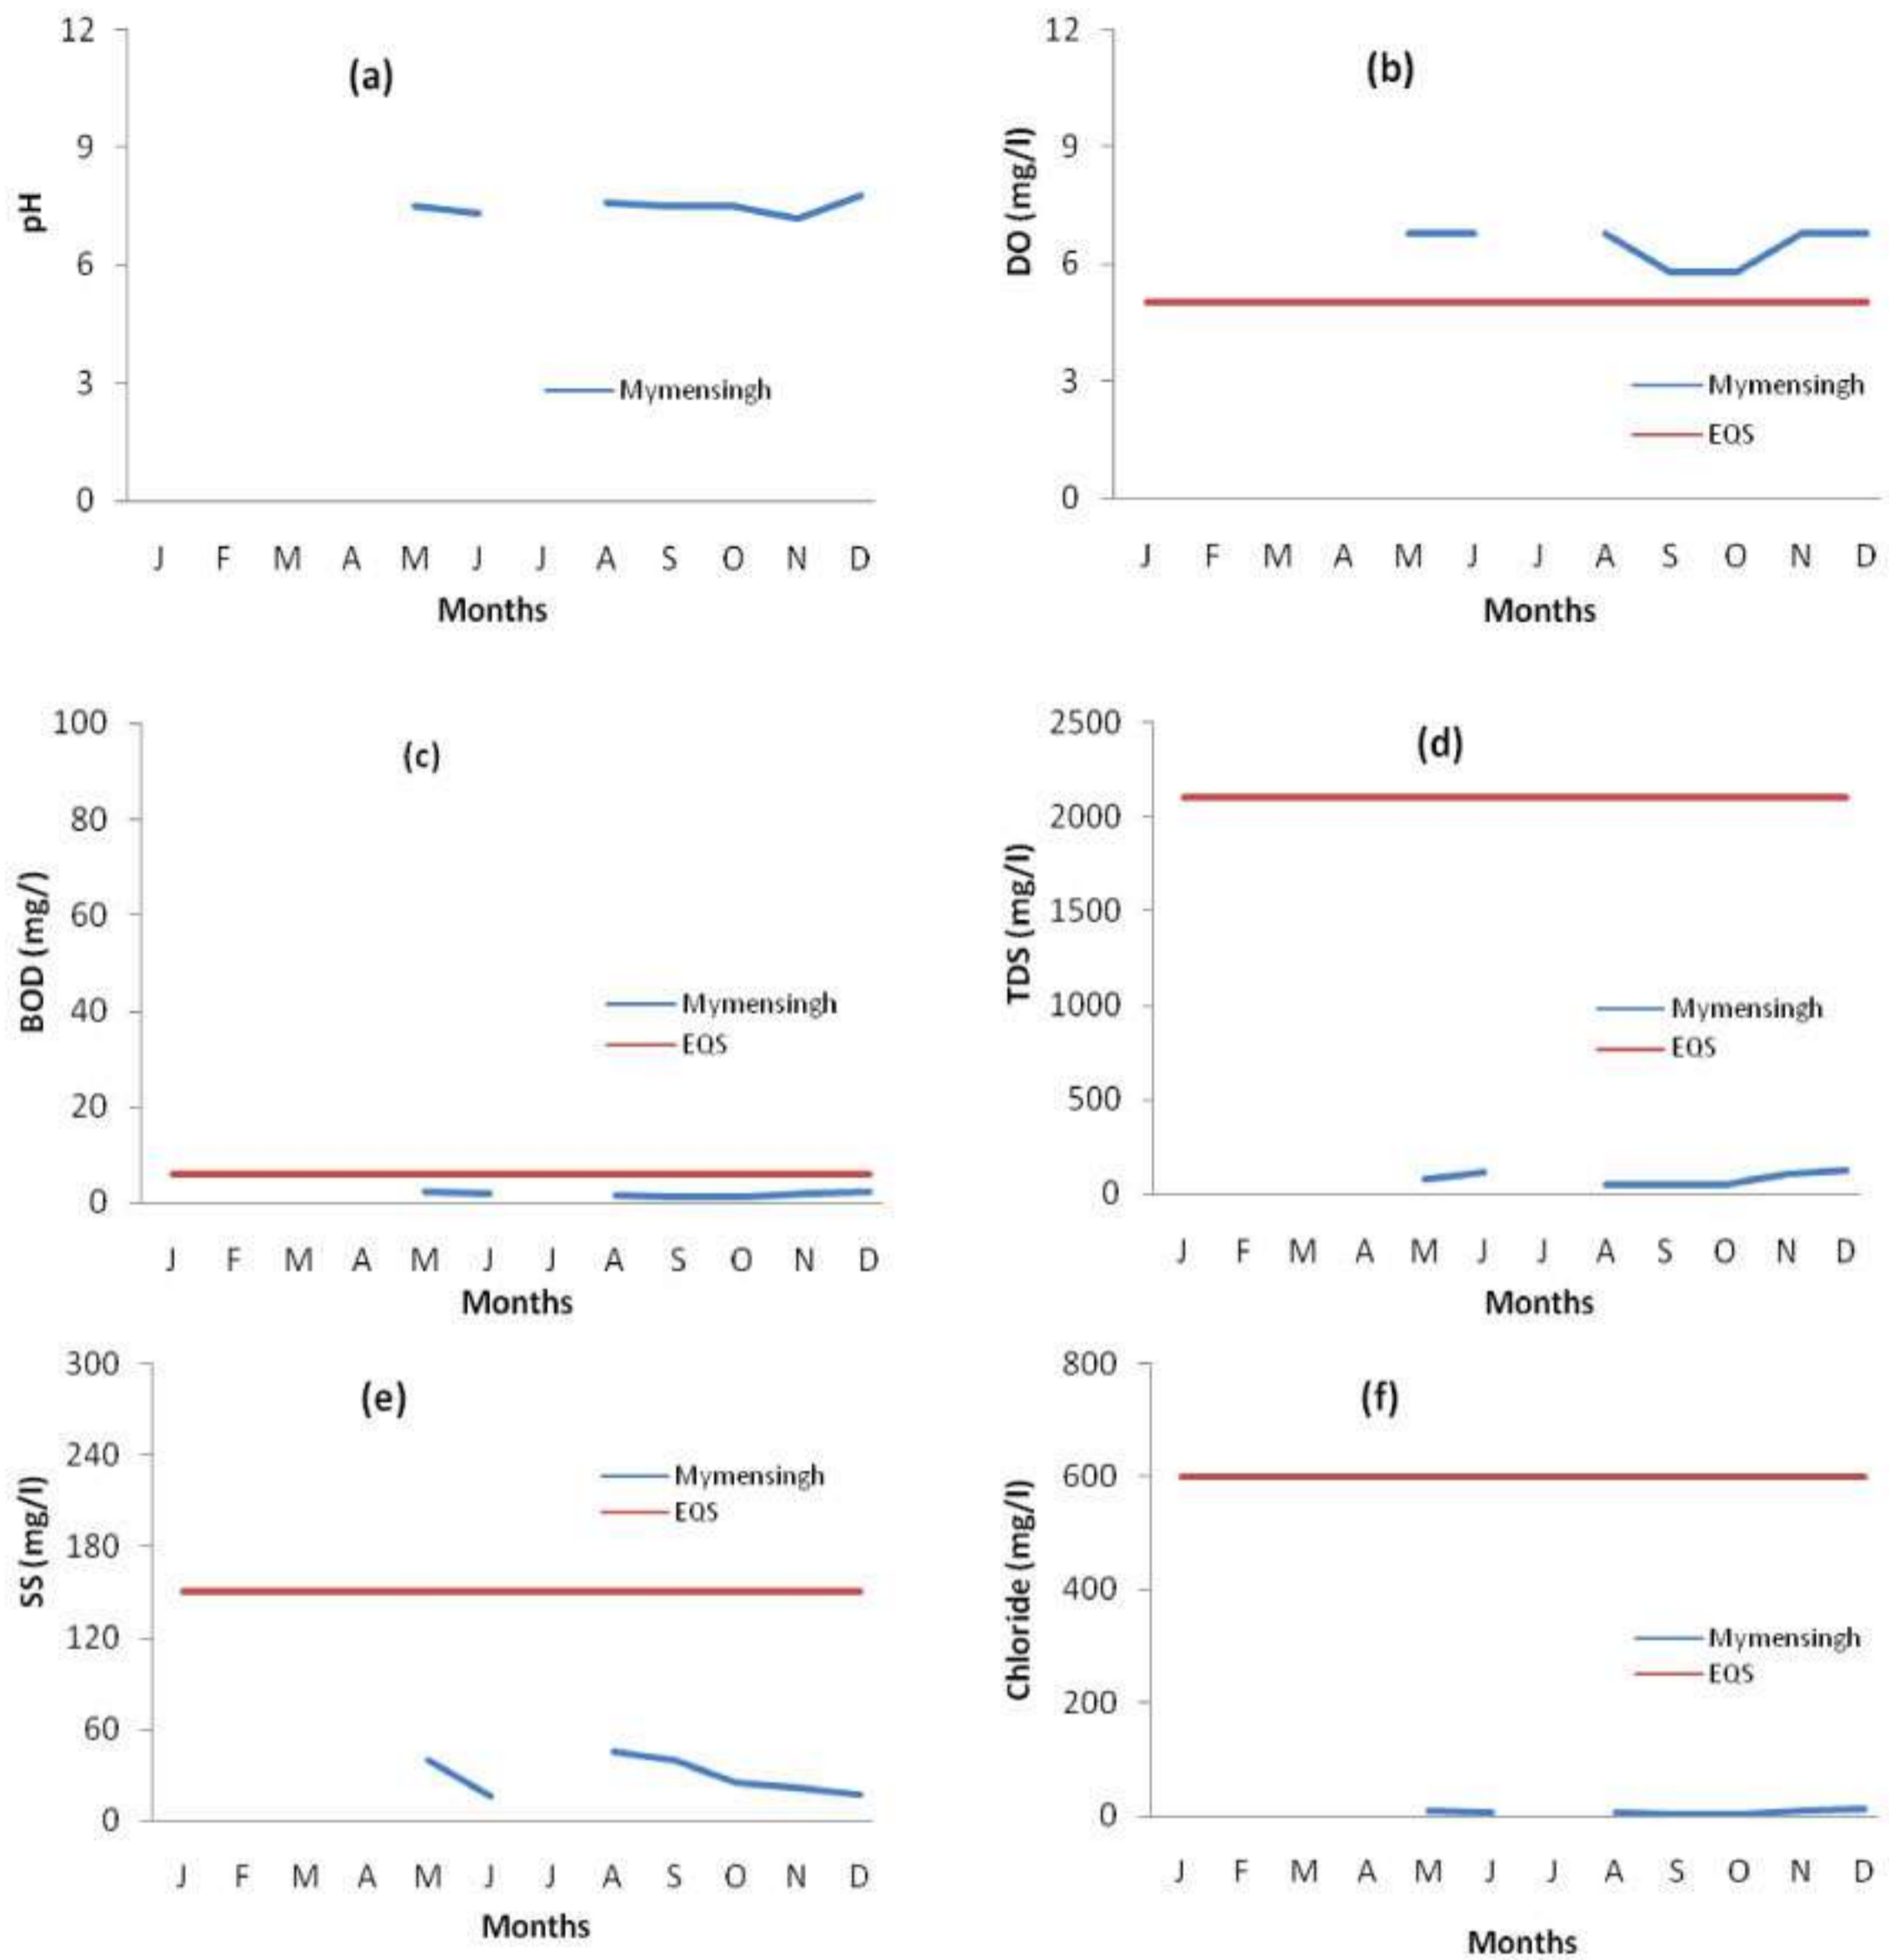 (a)
12
9
6
3
0
pH
Mymensingh
J F M A M J J A S O N D
Months
(b)
12
9
6
3
0
DO (mg/l)
Mymensingh
EQS
J F M A M J J A S O N D
Months
(c)
100
80
60
40
20
0
BOD (mg/)
Mymensingh
EQS
J F M A M J J A S O N D
Months
(d)
2500
2000
1500
1000
500
0
TDS (mg/l)
Mymensingh
EQS
J F M A M J J A S O N D
Months
(e)
300
240
180
120
60
0
SS (mg/l)
Mymensingh
EQS
J F M A M J J A S O N D
Months
(f)
800
600
400
200
0
Chloride (mg/l)
Mymensingh
EQS
J F M A M J J A S O N D
Months